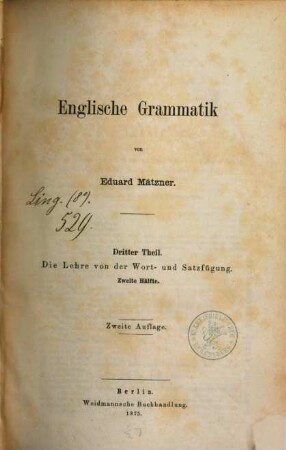 Englische Grammatik
von
Eduard Mätzner.
Ling. (89.)
529.
Dritter Theil.
Die Lehre von der Wort- und Satzfügung.
Zweite Hälfte.
Zweite Auflage.
Berlin.
Weidmannsche Buchhandlung.
1875.